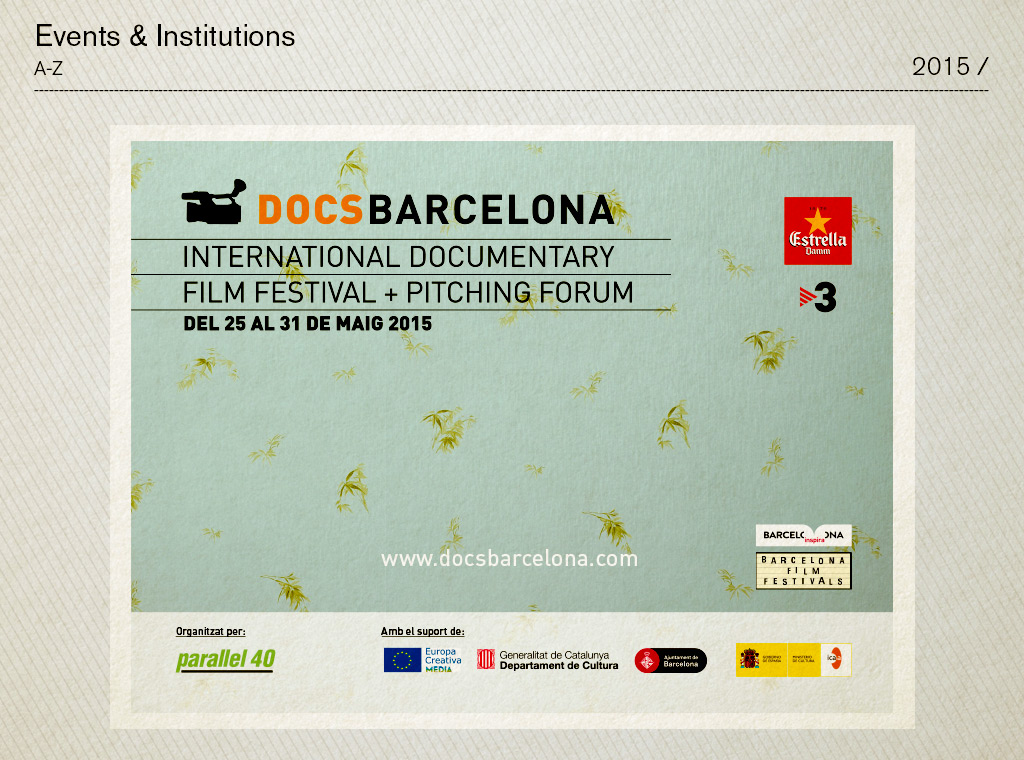 Events & Institutions
A-Z
2015 /
DOCSBARCELONA
INTERNATIONAL DOCUMENTARY
FILM FESTIVAL + PITCHING FORUM
DEL 25 AL 31 DE MAIG 2015
Estrella
Damm
3
www.docsbarcelona.com
BARCELONA
inspira
BARCELONA
FILM
FESTIVALS
Organitzat per:
parallel 40
Amb el suport de:
Europa
Creativa
MEDIA
Generalitat de Catalunya
Departament de Cultura
Ajuntament de
Barcelona
GOBIERNO
DE ESPAÑA
MINISTERIO
DE CULTURA
icaa